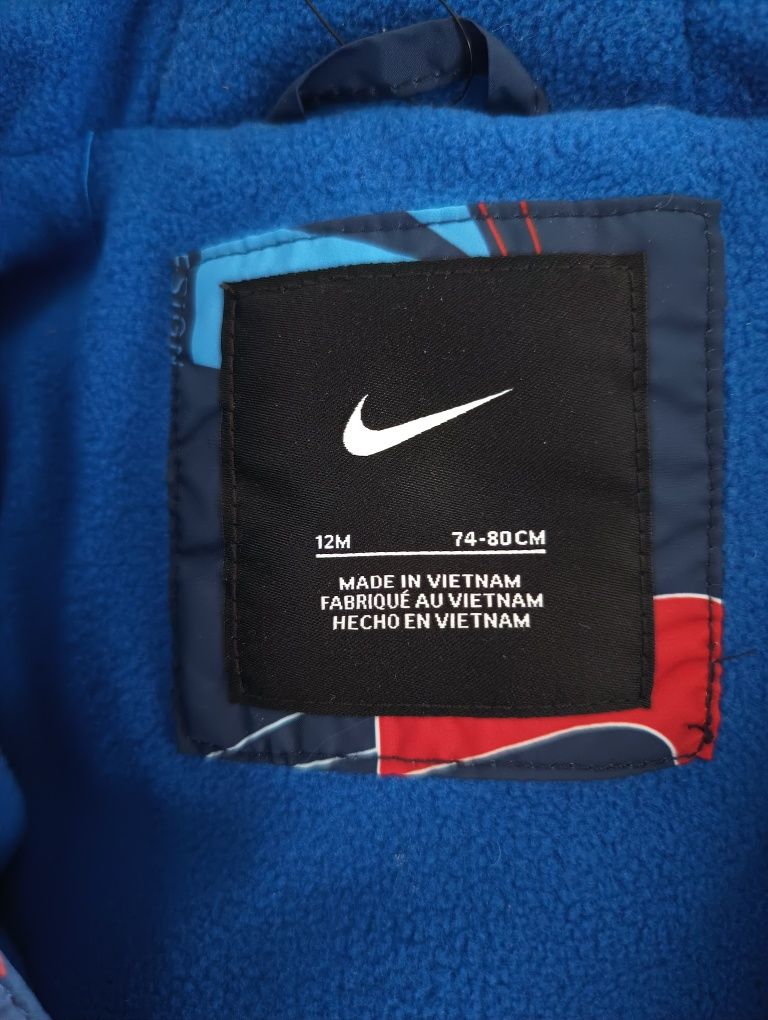 12M 74-80CM
MADE IN VIETNAM
FABRIQUÉ AU VIETNAM
HECHO EN VIETNAM